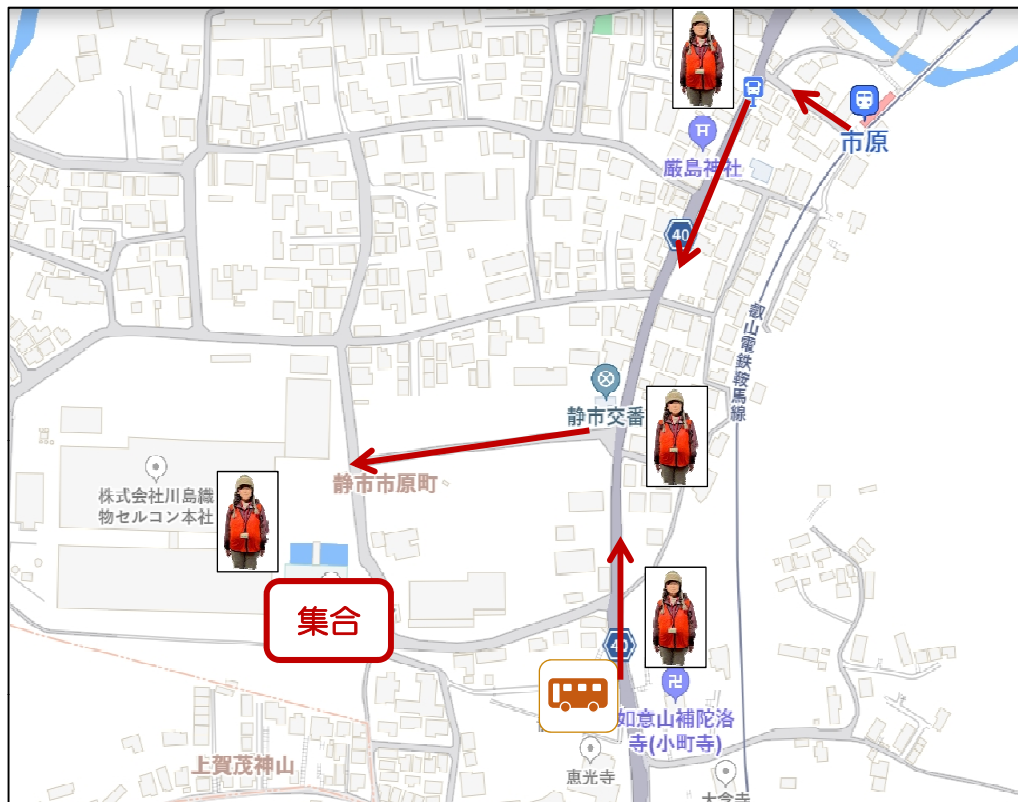 市原
厳島神社
40
叡山電鉄鞍馬線
静市交番
静市市原町
株式会社川島織
物セルコン本社
集合
如意山補陀洛
寺(小町寺)
恵光寺
上賀茂神山